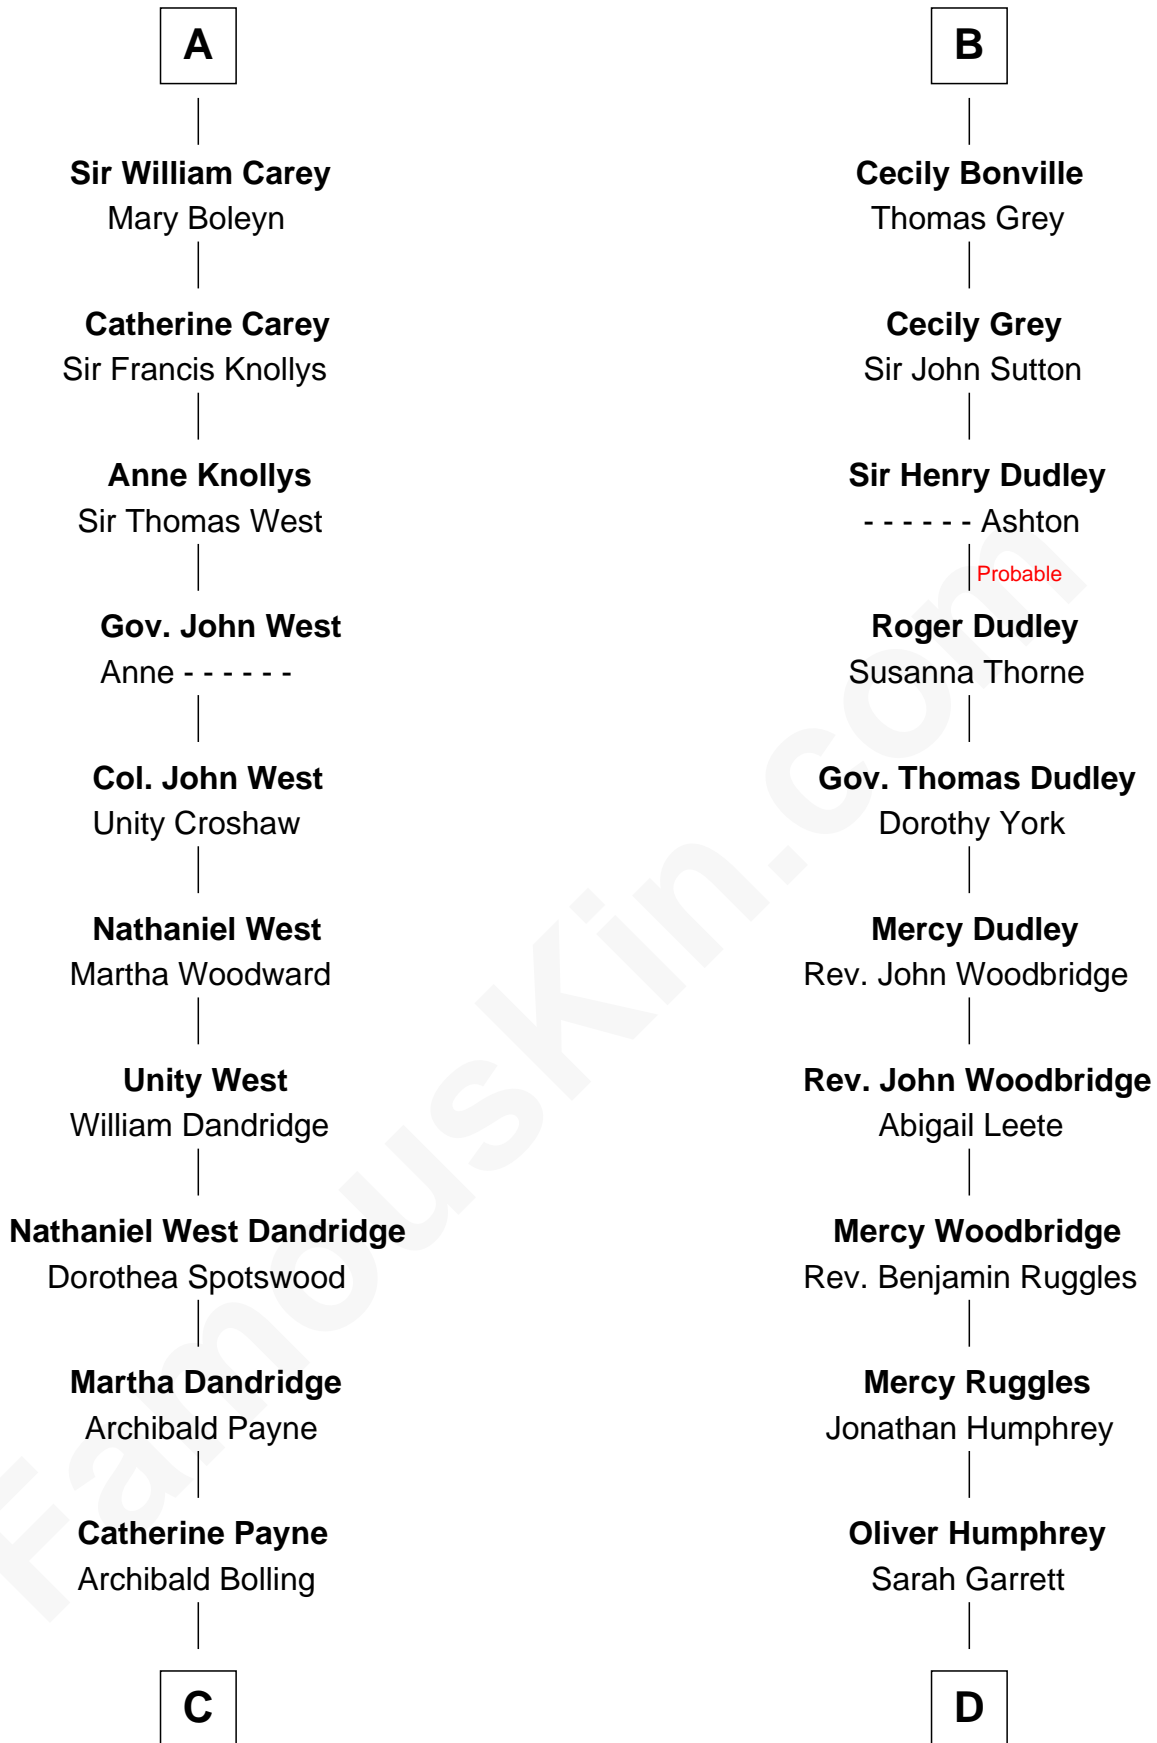 A
Sir William Carey
Mary Boleyn
Catherine Carey
Sir Francis Knollys
Anne Knollys
Sir Thomas West
Gov. John West
Anne - - - - - -
Col. John West
Unity Croshaw
Nathaniel West
Martha Woodward
Unity West
William Dandridge
Nathaniel West Dandridge
Dorothea Spotswood
Martha Dandridge
Archibald Payne
Catherine Payne
Archibald Bolling
C
B
Cecily Bonville
Thomas Grey
Cecily Grey
Sir John Sutton
Sir Henry Dudley
- - - - - - Ashton
Probable
Roger Dudley
Susanna Thorne
Gov. Thomas Dudley
Dorothy York
Mercy Dudley
Rev. John Woodbridge
Rev. John Woodbridge
Abigail Leete
Mercy Woodbridge
Rev. Benjamin Ruggles
Mercy Ruggles
Jonathan Humphrey
Oliver Humphrey
Sarah Garrett
D
FamousKin.com